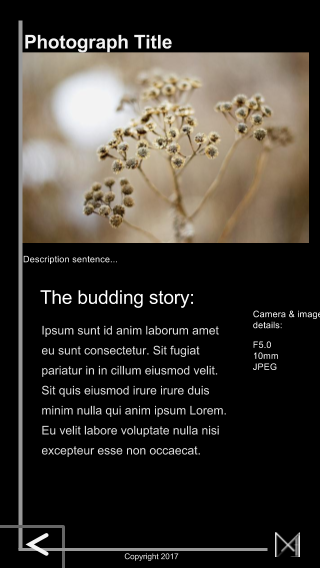 Photograph Title
Description sentence...
The budding story:
Ipsum sunt id anim laborum amet
eu sunt consectetur. Sit fugiat
pariatur in in cillum eiusmod velit.
Sit quis eiusmod irure irure duis
minim nulla qui anim ipsum Lorem.
Eu velit labore voluptate nulla nisi
excepteur esse non occaecat.
Camera & image
details:
F5.0
10mm
JPEG
Copyright 2017